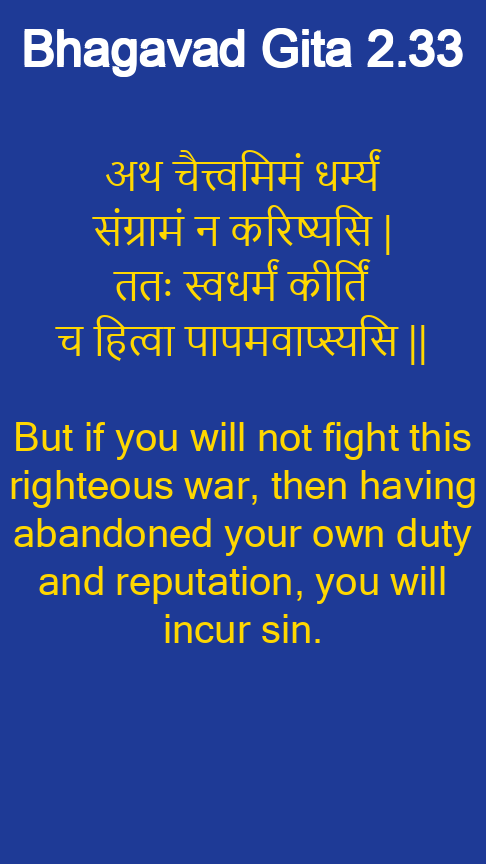 Bhagavad Gita 2.33
अथ चैत्त्वमिमं धर्म्यं
संग्रामं न करिष्यसि |
ततः स्वधर्मं कीर्तिं
च हित्वा पापमवाप्स्यसि ||
But if you will not fight this
righteous war, then having
abandoned your own duty
and reputation, you will
incur sin.